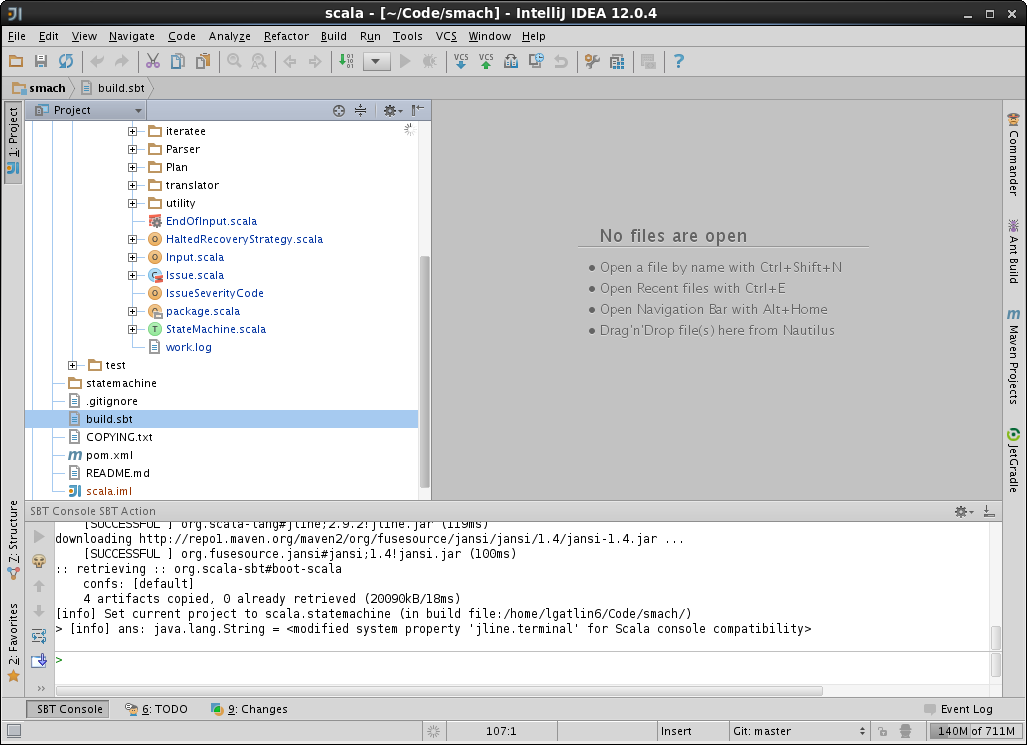 scala - [~/Code/smach] - IntelliJ IDEA 12.0.4
File Edit View Navigate Code Analyze Refactor Build Run Tools VCS Window Help
VCS VCS
smach build.sbt
1: Project
Project
iteratee
Parser
Plan
translator
utility
EndOfInput.scala
HaltedRecoveryStrategy.scala
Input.scala
Issue.scala
IssueSeverityCode
package.scala
StateMachine.scala
work.log
test
statemachine
.gitignore
build.sbt
COPYING.txt
pom.xml
README.md
scala.iml
No files are open
Open a file by name with Ctrl+Shift+N
Open Recent files with Ctrl+E
Open Navigation Bar with Alt+Home
Drag'n'Drop file(s) here from Nautilus
Commander
Ant Build
Maven Projects
JetGradle
7: Structure
2: Favorites
SBT Console SBT Action
[SUCCESSFUL ] org.scala-lang#jline;2.9.2!jline.jar (119ms)
downloading http://repo1.maven.org/maven2/org/fusesource/jansi/jansi/1.4/jansi-1.4.jar ...
[SUCCESSFUL ] org.fusesource.jansi#jansi;1.4!jansi.jar (100ms)
:: retrieving :: org.scala-sbt#boot-scala
confs: [default]
4 artifacts copied, 0 already retrieved (20090kB/18ms)
[info] Set current project to scala.statemachine (in build file:/home/lgatlin6/Code/smach/)
> [info] ans: java.lang.String = <modified system property 'jline.terminal' for Scala console compatibility>
>
SBT Console 6: TODO 9: Changes Event Log
107:1 Insert Git: master 140M of 711M